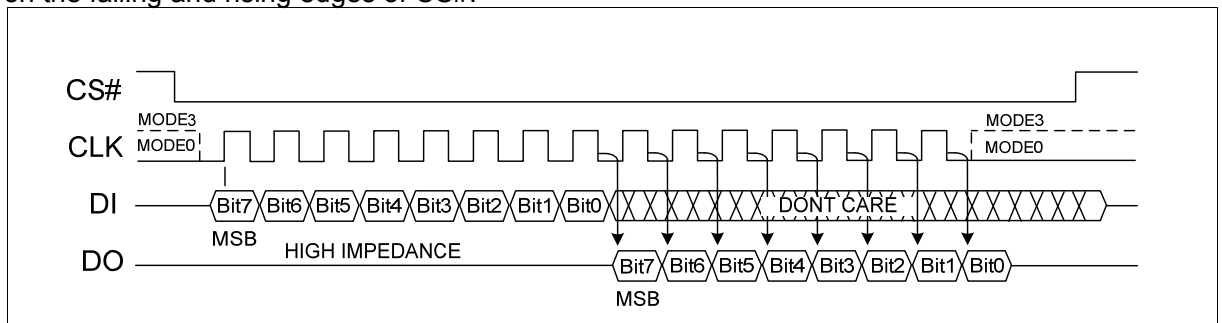 on the falling and rising edges of CS#.
CS#
MODE3 MODE3
CLK MODE0 MODE0
DI Bit7 Bit6 Bit5 Bit4 Bit3 Bit2 Bit1 Bit0 DONT CARE
MSB
DO HIGH IMPEDANCE Bit7 Bit6 Bit5 Bit4 Bit3 Bit2 Bit1 Bit0
MSB